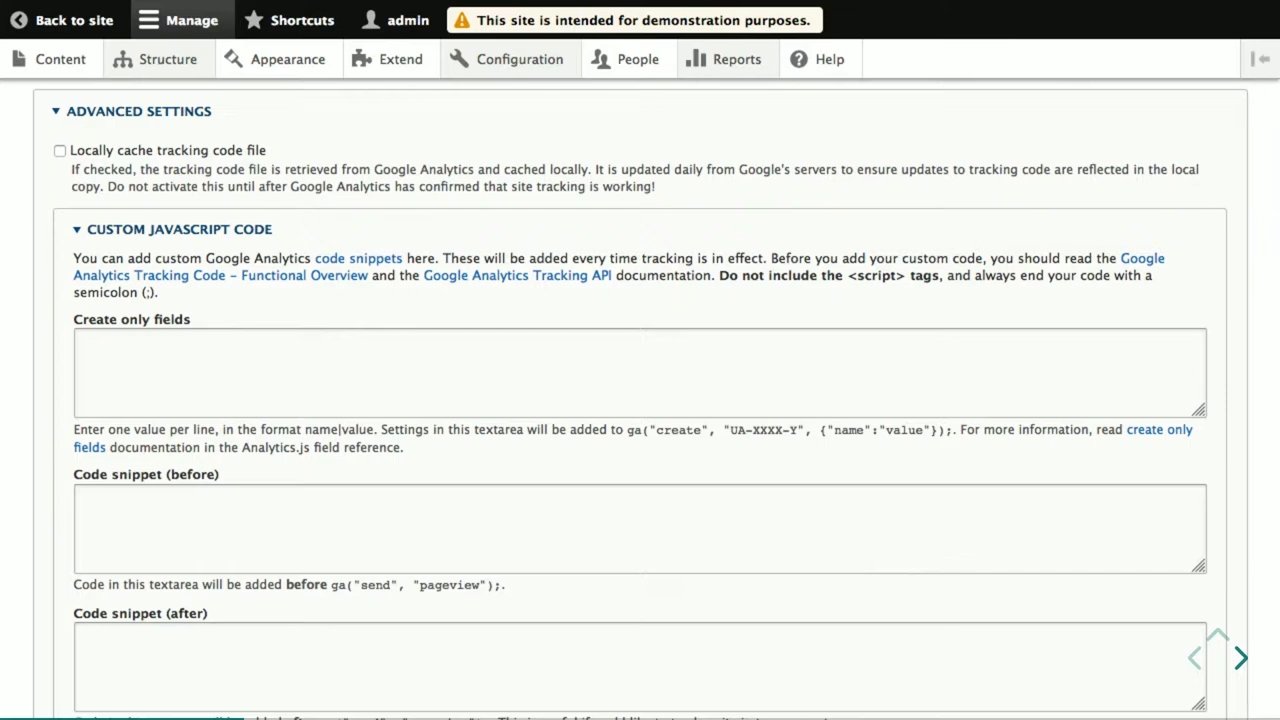 Back to site Manage Shortcuts admin This site is intended for demonstration purposes.
Content Structure Appearance Extend Configuration People Reports Help
ADVANCED SETTINGS
Locally cache tracking code file
If checked, the tracking code file is retrieved from Google Analytics and cached locally. It is updated daily from Google's servers to ensure updates to tracking code are reflected in the local
copy. Do not activate this until after Google Analytics has confirmed that site tracking is working!
CUSTOM JAVASCRIPT CODE
You can add custom Google Analytics code snippets here. These will be added every time tracking is in effect. Before you add your custom code, you should read the Google
Analytics Tracking Code – Functional Overview and the Google Analytics Tracking API documentation. Do not include the <script> tags, and always end your code with a
semicolon (;).
Create only fields
Enter one value per line, in the format name|value. Settings in this textarea will be added to ga("create", "UA-XXXX-Y", {"name":"value"});. For more information, read create only
fields documentation in the Analytics.js field reference.
Code snippet (before)
Code in this textarea will be added before ga("send", "pageview");.
Code snippet (after)